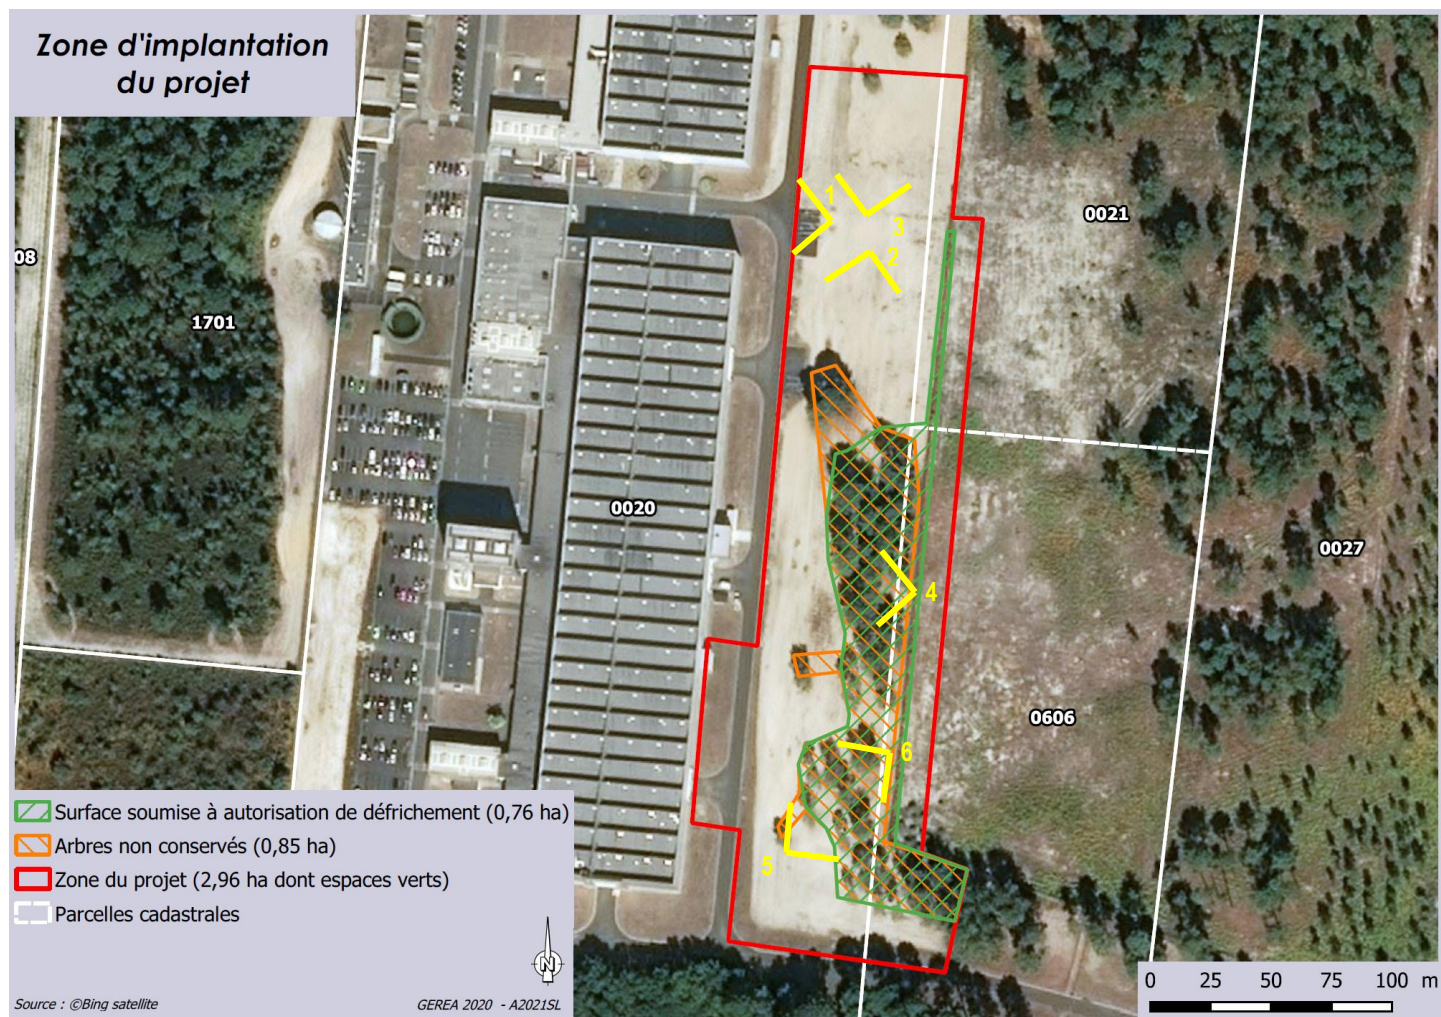 Zone d'implantation
du projet
08
1701
0020
0021
0027
0606
1
3
2
4
6
5
Surface soumise à autorisation de défrichement (0,76 ha)
Arbres non conservés (0,85 ha)
Zone du projet (2,96 ha dont espaces verts)
Parcelles cadastrales
N
Source : ©Bing satellite
GEREA 2020 - A2021SL
0 25 50 75 100 m